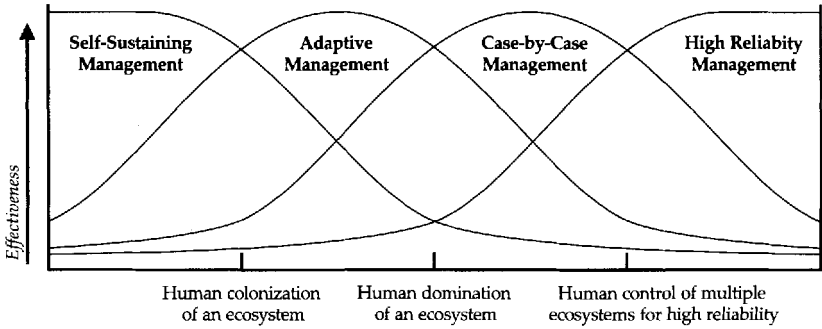 Self-Sustaining
Management
Adaptive
Management
Case-by-Case
Management
High Reliabity
Management
Effectiveness
Human colonization
of an ecosystem
Human domination
of an ecosystem
Human control of multiple
ecosystems for high reliability